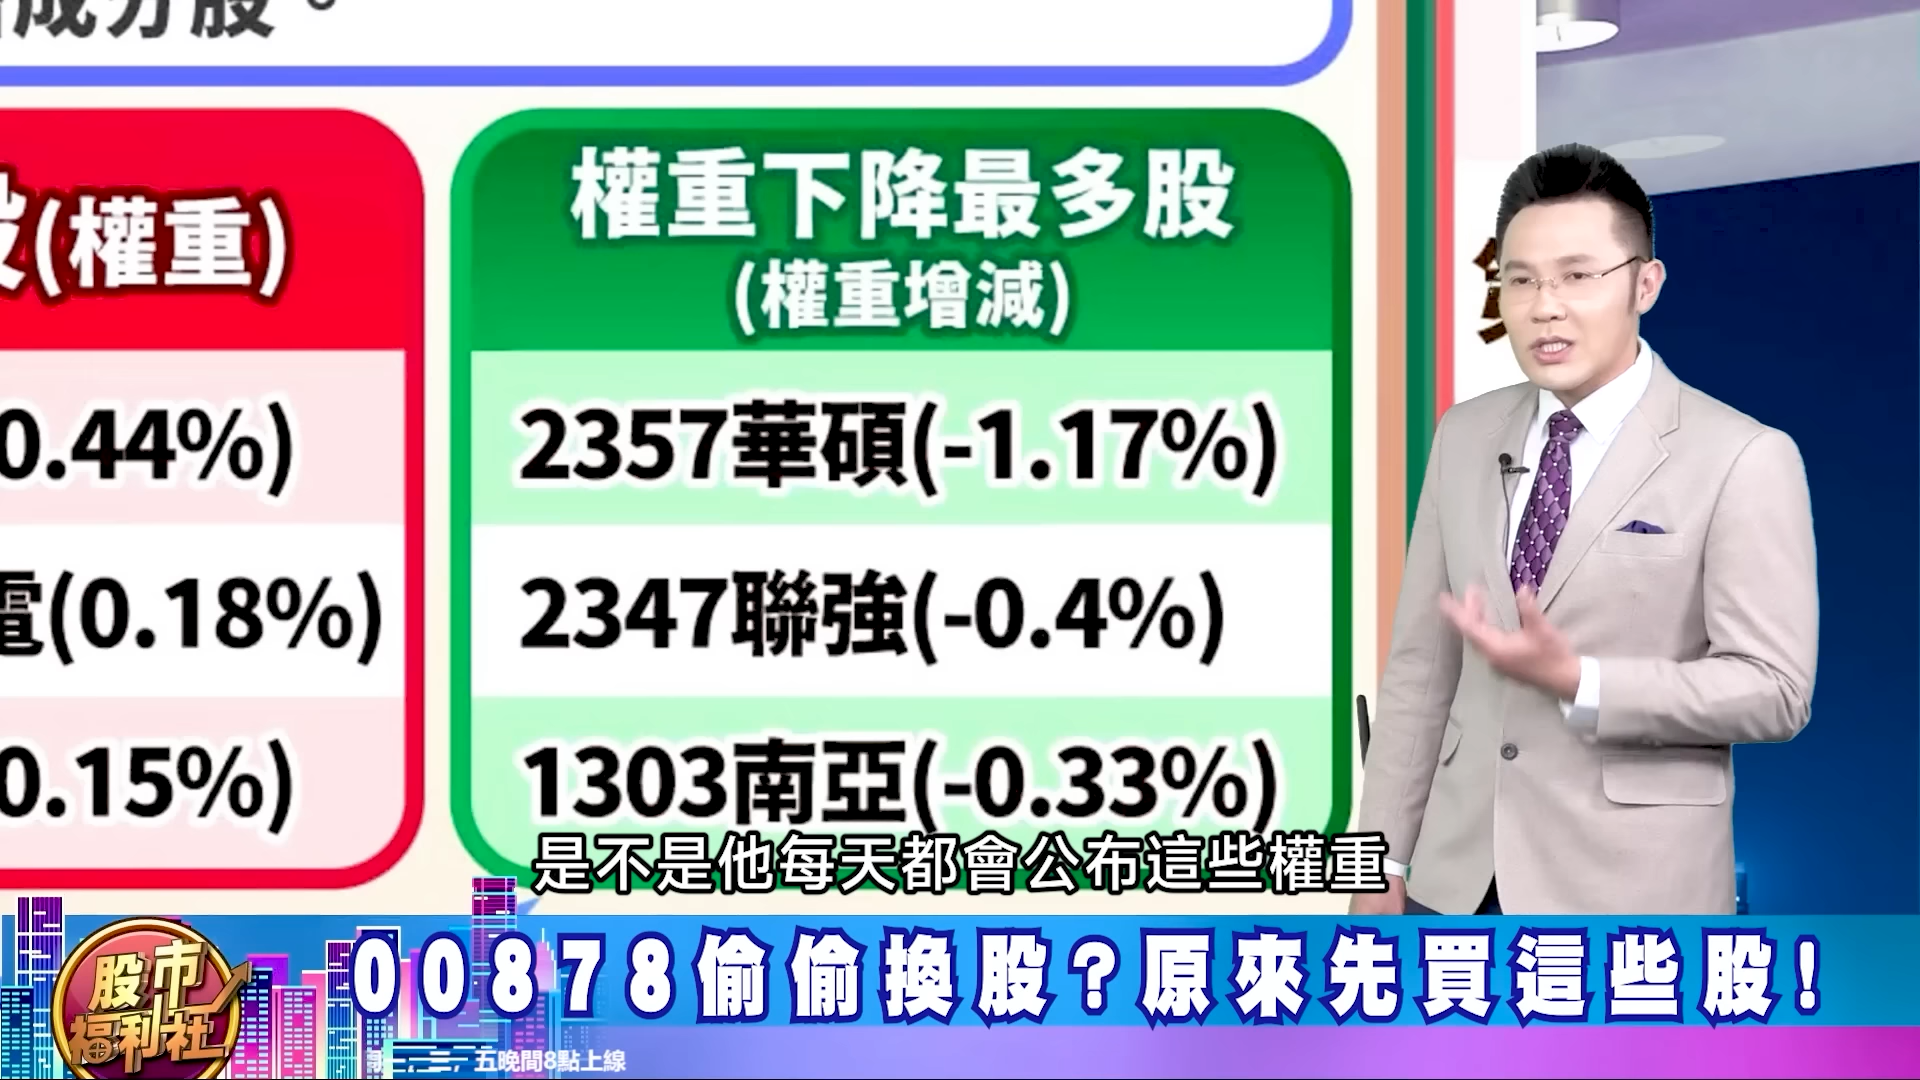 成分股。
(權重)
權重下降最多股
(權重增減)
0.44%)
2357華碩(-1.17%)
電(0.18%)
2347聯強(-0.4%)
0.15%)
1303南亞(-0.33%)
是不是他每天都會公布這些權重
00878偷偷換股?原來先買這些股!
股市
福利社
一,三,五晚間8點上線